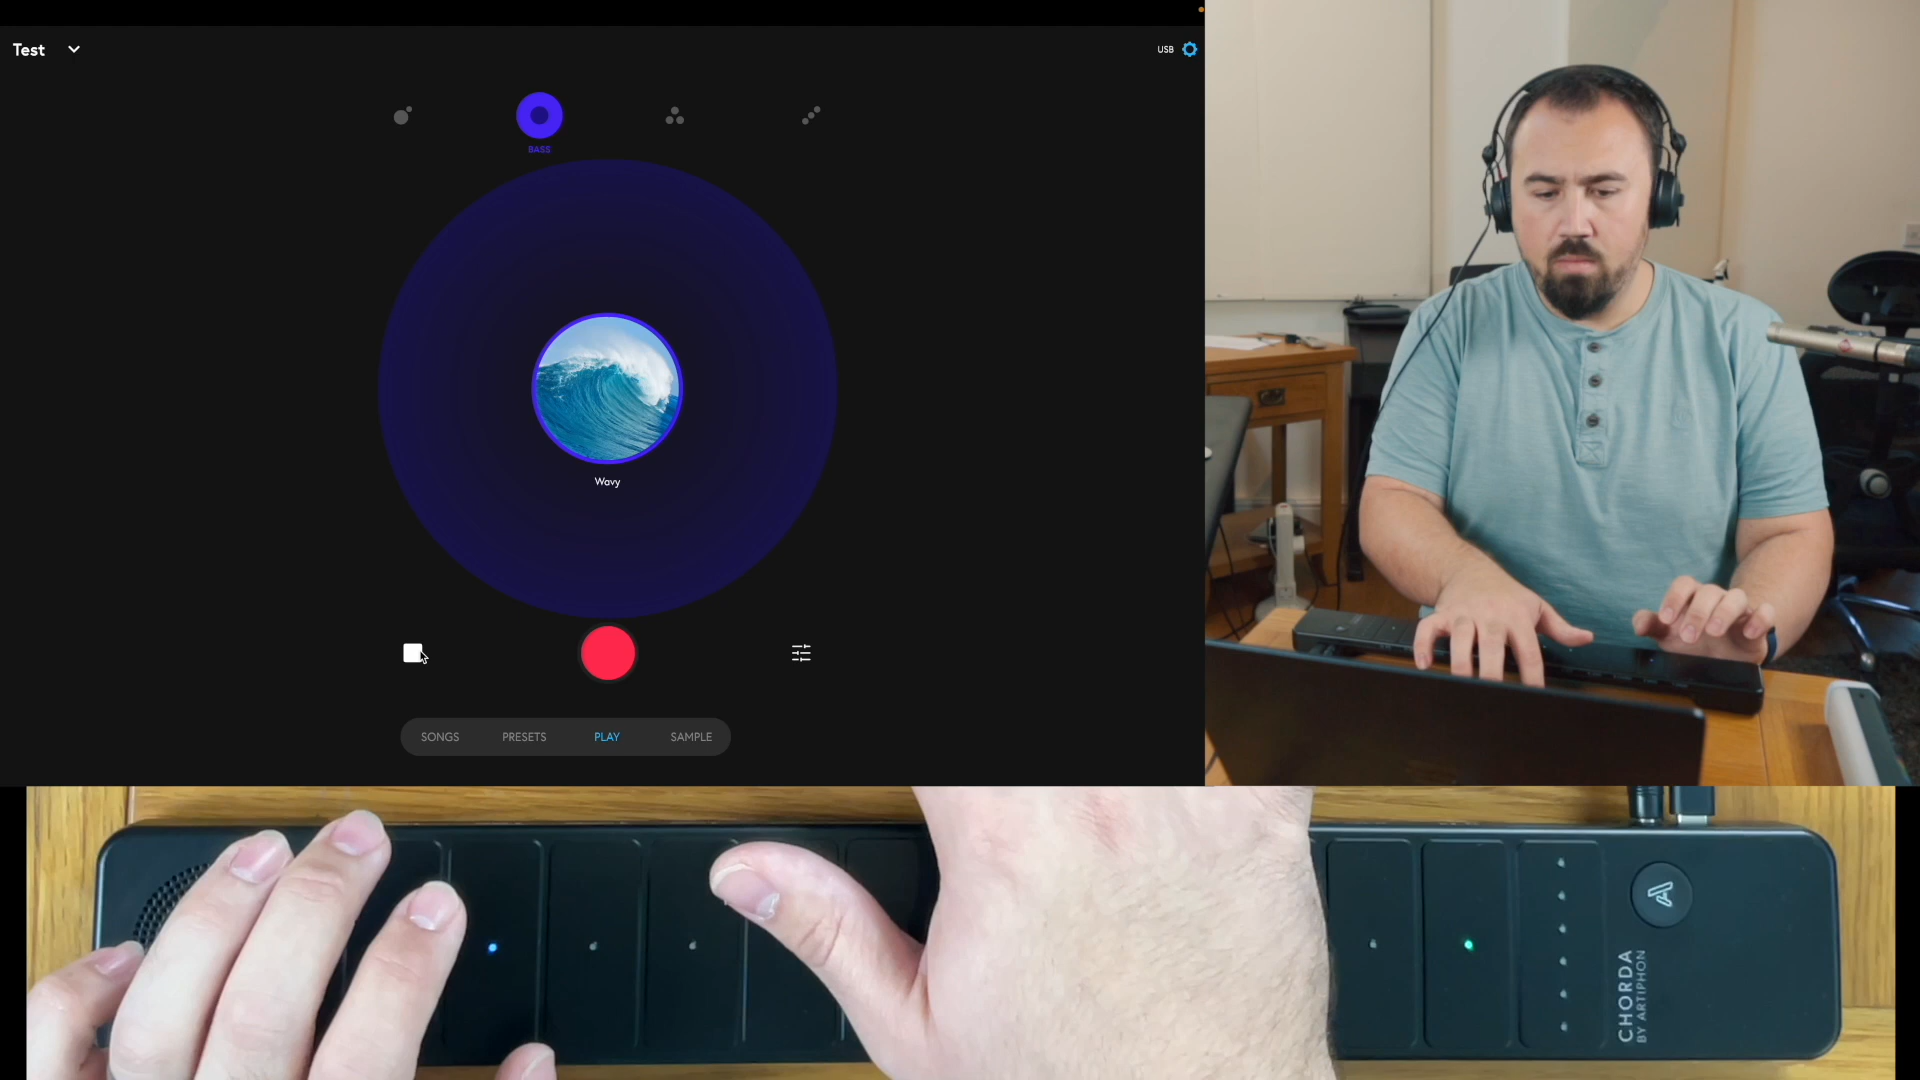 Test
USB
BASS
Wavy
SONGS
PRESETS
PLAY
SAMPLE
CHORDA
BY ARTIPHON